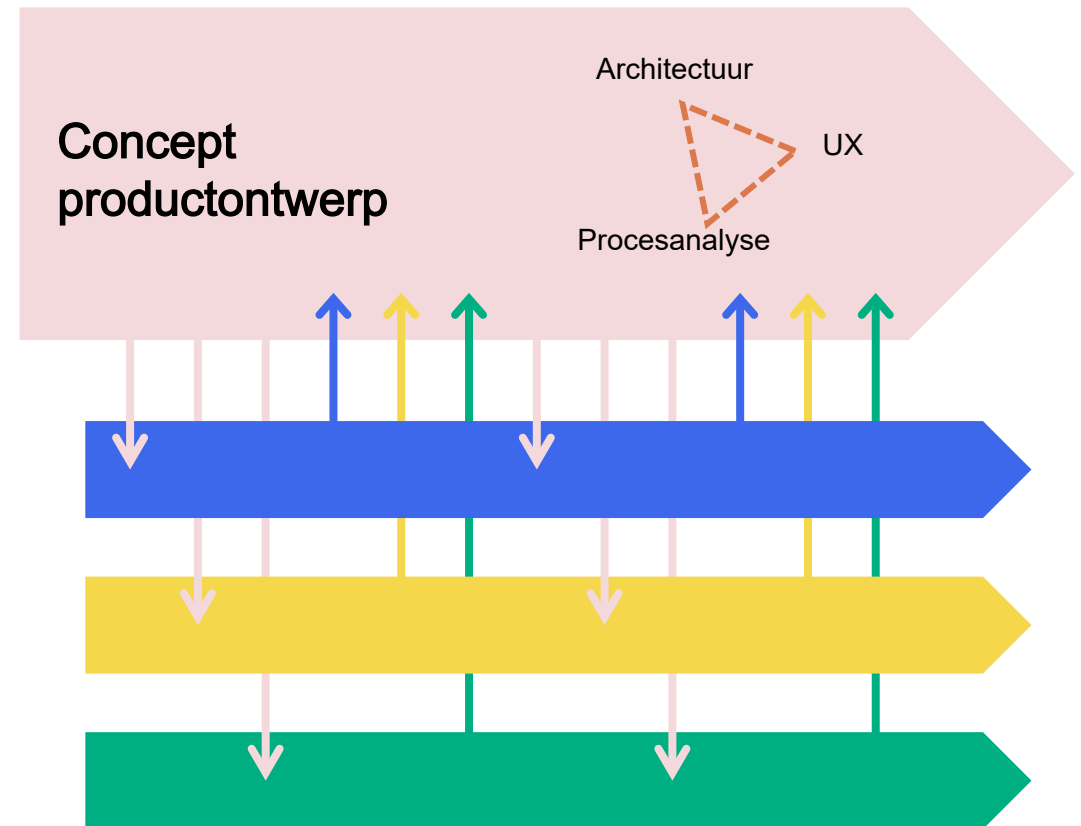 Architectuur
Concept
productontwerp
UX
Procesanalyse